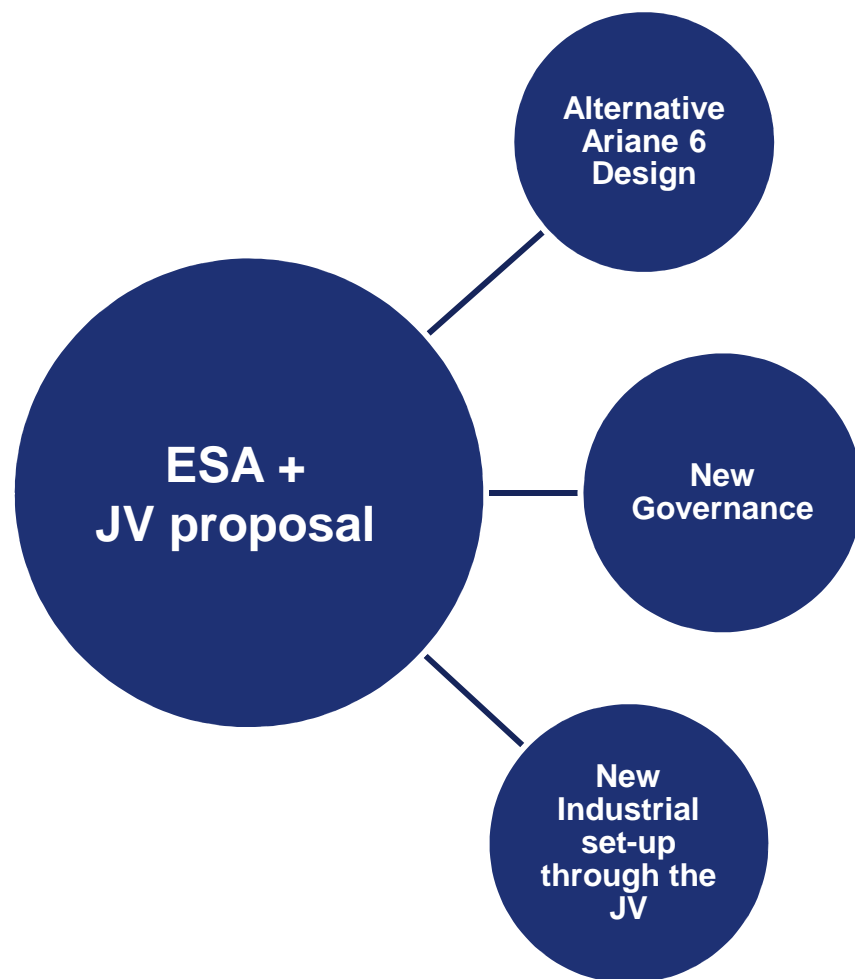 Alternative
Ariane 6
Design
ESA +
JV proposal
New
Governance
New
Industrial
set-up
through the
JV